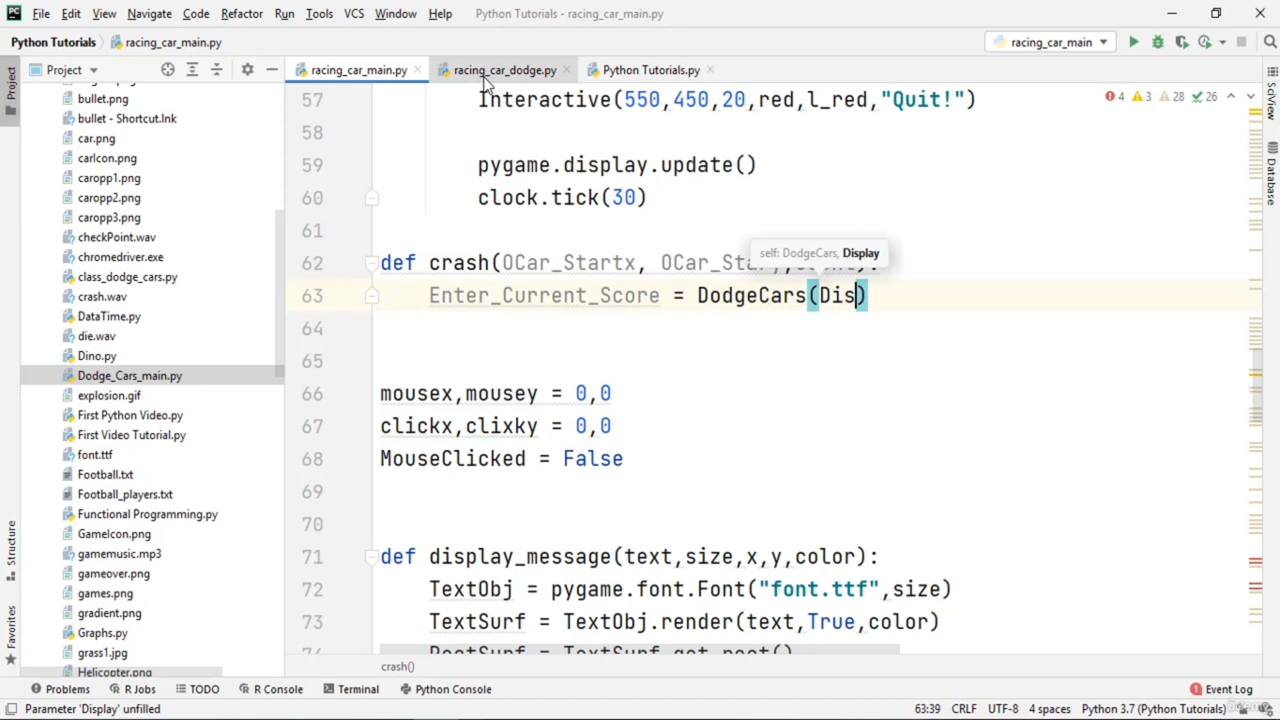 File Edit View Navigate Code Refactor Run Tools VCS Window Help Python Tutorials - racing_car_main.py
Python Tutorials racing_car_main.py racing_car_main
Project racing_car_main.py racing_car_dodge.py Python Tutorials.py
Project
bullet.png
bullet - Shortcut.lnk
car.png
carIcon.png
caropp1.png
caropp2.png
caropp3.png
checkPoint.wav
chromedriver.exe
class_dodge_cars.py
crash.wav
DataTime.py
die.wav
Dino.py
Dodge_Cars_main.py
explosion.gif
First Python Video.py
First Video Tutorial.py
font.ttf
Football.txt
Football_players.txt
Functional Programming.py
GameIcon.png
gamemusic.mp3
gameover.png
games.png
gradient.png
Graphs.py
grass1.jpg
Helicopter.png
Structure
Favorites
57 Interactive(550,450,20,red,l_red,"Quit!")
58
59 pygame.display.update()
60 clock.tick(30)
61
self: DodgeCars, Display
62 def crash(OCar_Startx, OCar_
63 Enter_Current_Score = DodgeCars(Dis)
64
65
66 mousex,mousey = 0,0
67 clickx,clixky = 0,0
68 MouseClicked = False
69
70
71 def display_message(text,size,x,y,color):
72 TextObj = pygame.font.Font("font.ttf",size)
73 TextSurf = TextObj.render(text,True,color)
4 3 28 26
crash()
SciView
Database
Problems R Jobs TODO R Console Terminal Python Console Event Log
Parameter 'Display' unfilled 63:39 CRLF UTF-8 4 spaces Python 3.7 (Python Tutorials)